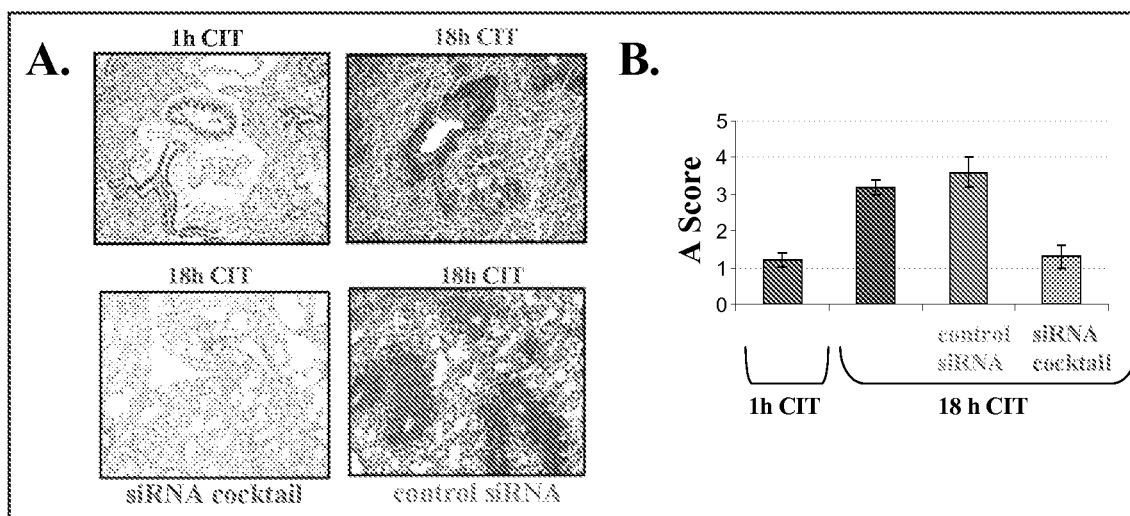 A.
1h CIT
18h CIT
18h CIT
18h CIT
siRNA cocktail
control siRNA
B.
A Score
5
4
3
2
1
0
control
siRNA
siRNA
cocktail
1h CIT
18 h CIT